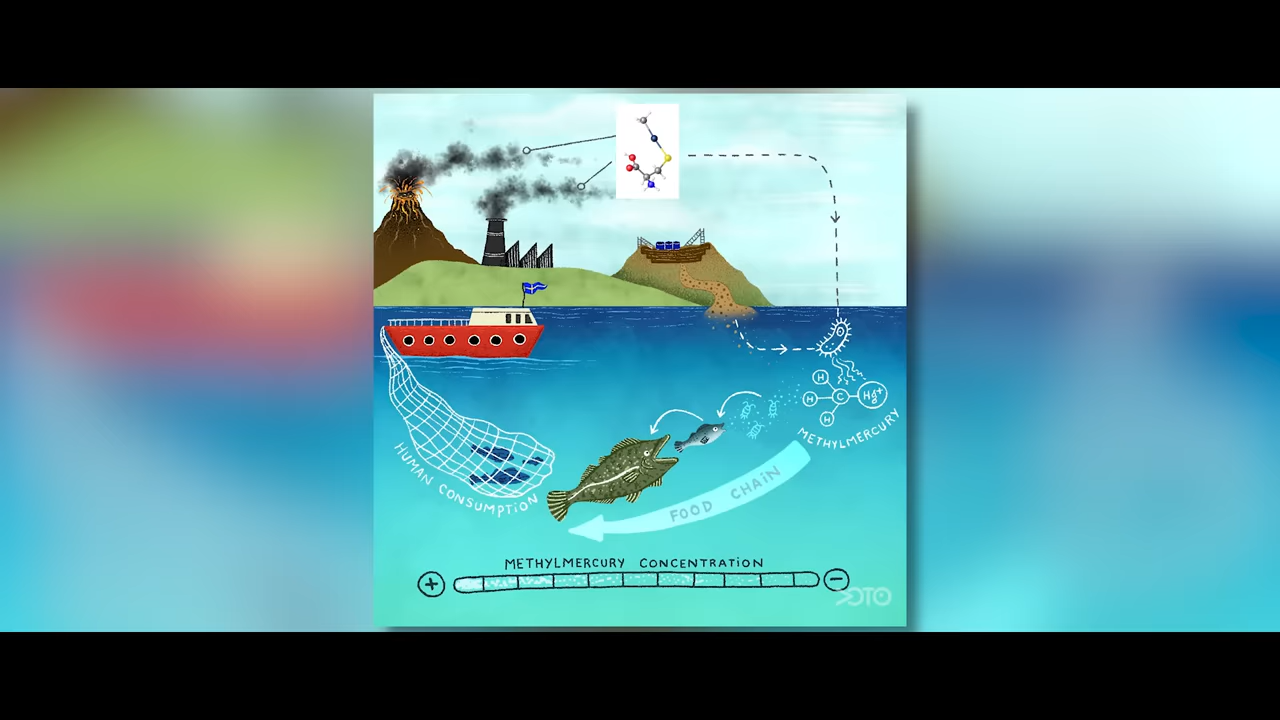 H
H
C
Hg+
H
METHYLMERCURY
HUMAN CONSUMPTION
FOOD CHAiN
METHYLMERCURY CONCENTRATiON
+
−